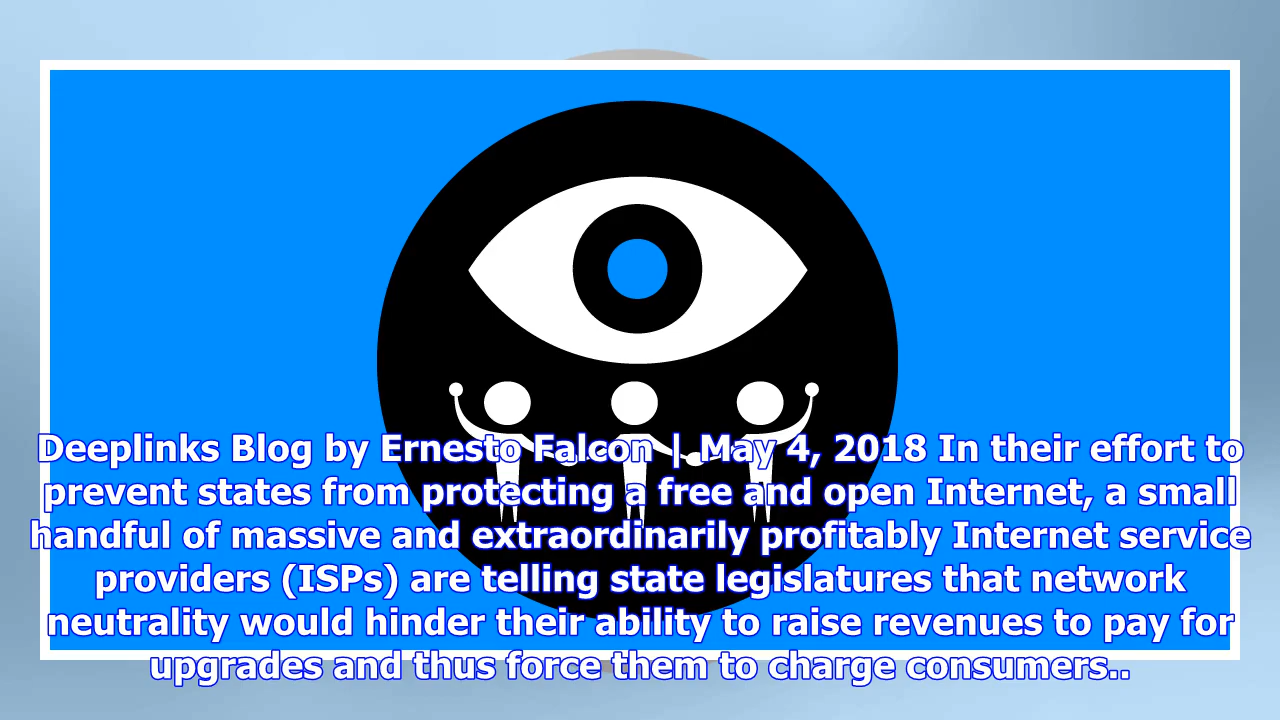 Deeplinks Blog by Ernesto Falcon | May 4, 2018 In their effort to
prevent states from protecting a free and open Internet, a small
handful of massive and extraordinarily profitably Internet service
providers (ISPs) are telling state legislatures that network
neutrality would hinder their ability to raise revenues to pay for
upgrades and thus force them to charge consumers..